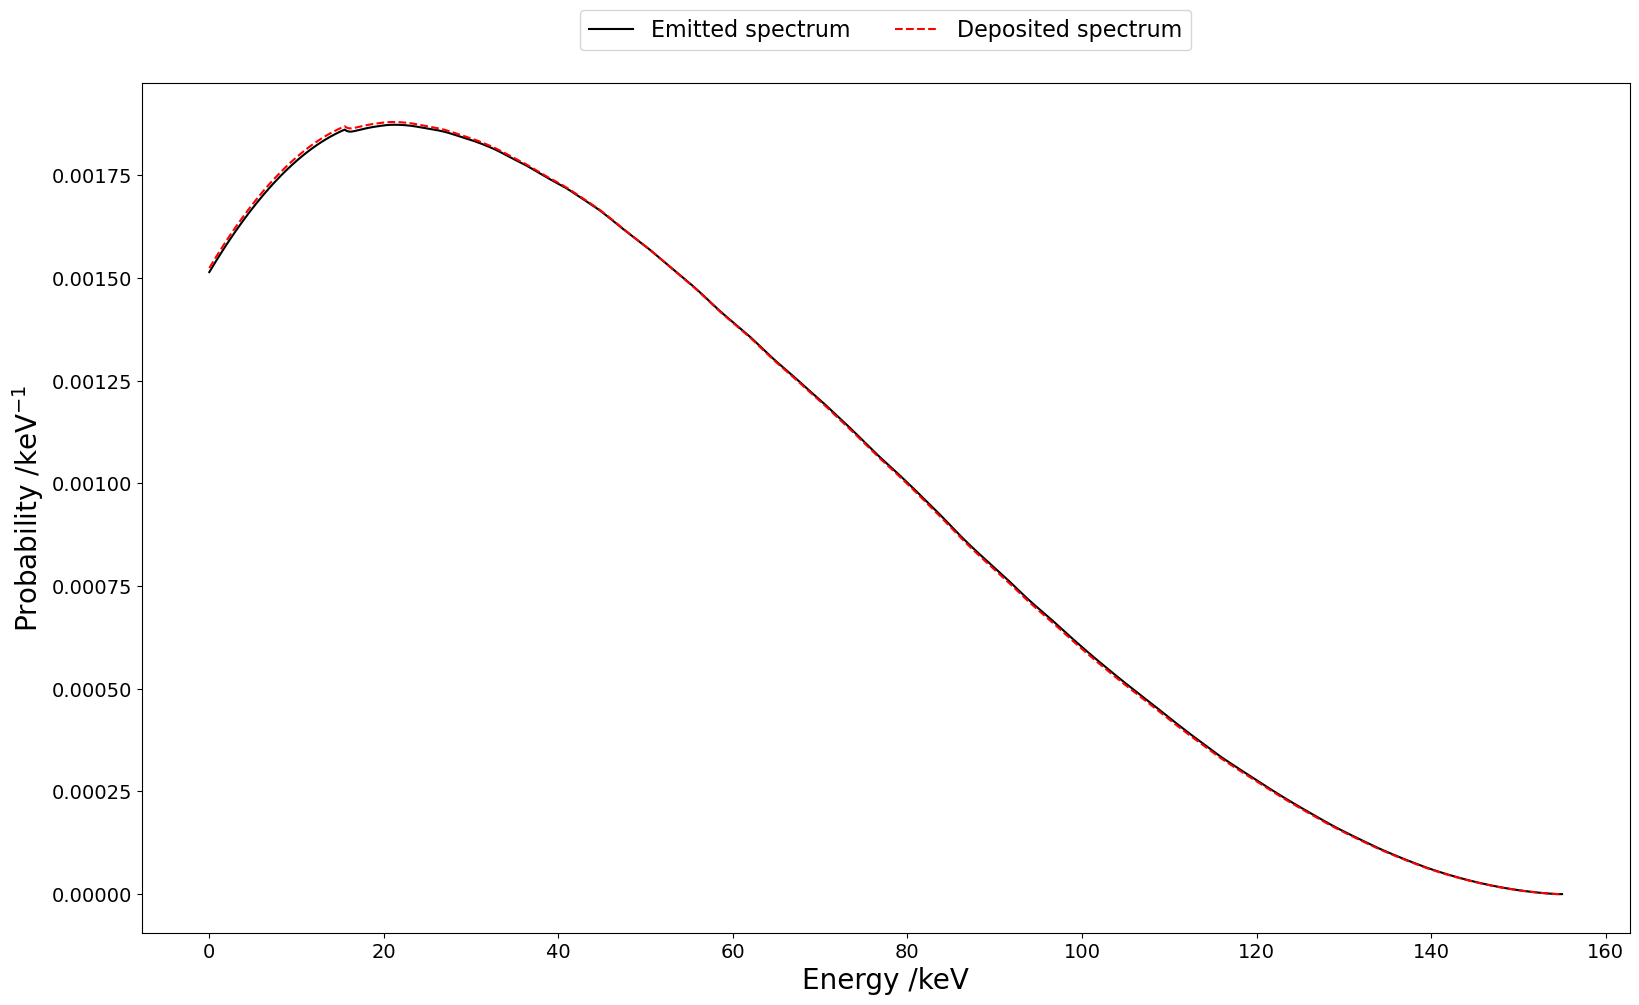 Emitted spectrum
Deposited spectrum
0.00175
0.00150
0.00125
0.00100
0.00075
0.00050
0.00025
0.00000
Probability /keV⁻¹
0 20 40 60 80 100 120 140 160
Energy /keV